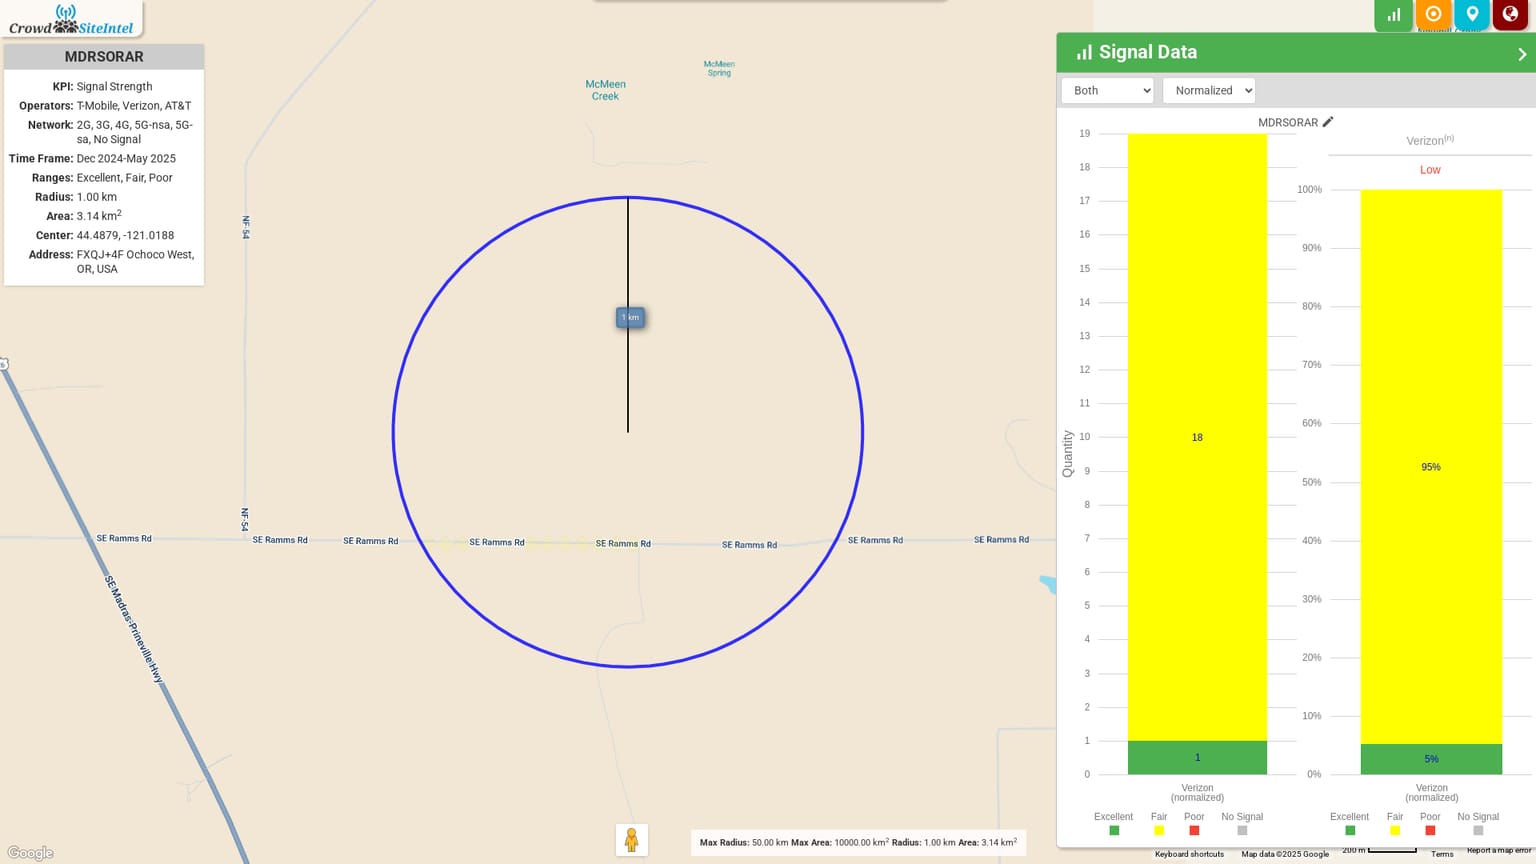 Crowd SiteIntel
MDRSORAR
KPI: Signal Strength
Operators: T-Mobile, Verizon, AT&T
Network: 2G, 3G, 4G, 5G-nsa, 5G-
sa, No Signal
Time Frame: Dec 2024-May 2025
Ranges: Excellent, Fair, Poor
Radius: 1.00 km
Area: 3.14 km²
Center: 44.4879, -121.0188
Address: FXQJ+4F Ochoco West,
OR, USA
McMeen
Spring
McMeen
Creek
NF-54
1 km
NF-54
SE Ramms Rd
SE Ramms Rd
SE Ramms Rd
SE Ramms Rd
SE Ramms Rd
SE Ramms Rd
SE Ramms Rd
SE Ramms Rd
SE Madras-Prineville Hwy
Google
Max Radius: 50.00 km Max Area: 10000.00 km² Radius: 1.00 km Area: 3.14 km²
Signal Data
Both
Normalized
MDRSORAR
Quantity
19
18
17
16
15
14
13
12
11
10
9
8
7
6
5
4
3
2
1
0
18
1
Verizon
(normalized)
Excellent
Fair
Poor
No Signal
Verizon(n)
Low
100%
90%
80%
70%
60%
50%
40%
30%
20%
10%
0%
95%
5%
Verizon
(normalized)
Excellent
Fair
Poor
No Signal
Keyboard shortcuts
Map data ©2025 Google
200 m
Terms
Report a map error